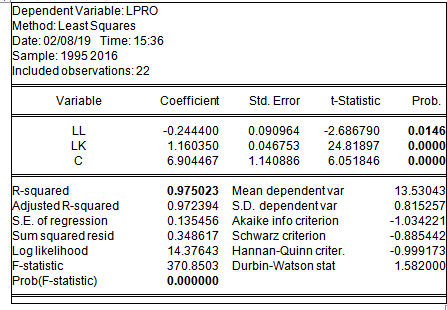 Dependent Variable: LPRO
Method: Least Squares
Date: 02/08/19 Time: 15:36
Sample: 1995 2016
Included observations: 22
Variable Coefficient Std. Error t-Statistic Prob.
LL -0.244400 0.090964 -2.686790 0.0146
LK 1.160350 0.046753 24.81897 0.0000
C 6.904467 1.140886 6.051846 0.0000
R-squared 0.975023 Mean dependent var 13.53043
Adjusted R-squared 0.972394 S.D. dependent var 0.815257
S.E. of regression 0.135456 Akaike info criterion -1.034221
Sum squared resid 0.348617 Schwarz criterion -0.885442
Log likelihood 14.37643 Hannan-Quinn criter. -0.999173
F-statistic 370.8503 Durbin-Watson stat 1.582000
Prob(F-statistic) 0.000000